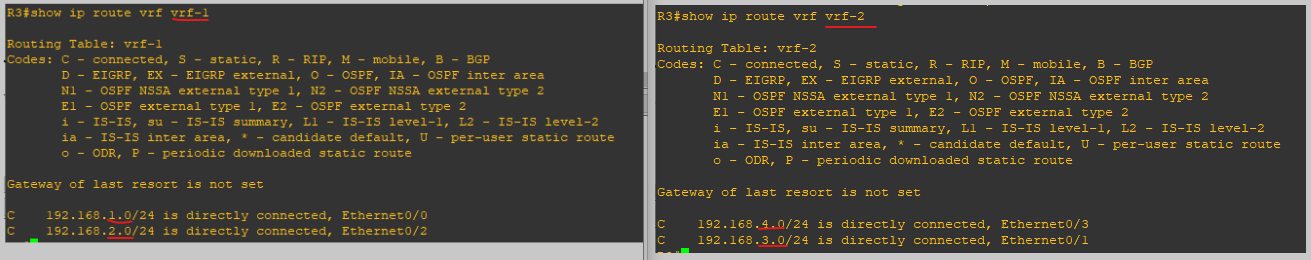 R3#show ip route vrf vrf-1
Routing Table: vrf-1
Codes: C - connected, S - static, R - RIP, M - mobile, B - BGP
D - EIGRP, EX - EIGRP external, O - OSPF, IA - OSPF inter area
N1 - OSPF NSSA external type 1, N2 - OSPF NSSA external type 2
E1 - OSPF external type 1, E2 - OSPF external type 2
i - IS-IS, su - IS-IS summary, L1 - IS-IS level-1, L2 - IS-IS level-2
ia - IS-IS inter area, * - candidate default, U - per-user static route
o - ODR, P - periodic downloaded static route
Gateway of last resort is not set
C 192.168.1.0/24 is directly connected, Ethernet0/0
C 192.168.2.0/24 is directly connected, Ethernet0/2
R3#show ip route vrf vrf-2
Routing Table: vrf-2
Codes: C - connected, S - static, R - RIP, M - mobile, B - BGP
D - EIGRP, EX - EIGRP external, O - OSPF, IA - OSPF inter area
N1 - OSPF NSSA external type 1, N2 - OSPF NSSA external type 2
E1 - OSPF external type 1, E2 - OSPF external type 2
i - IS-IS, su - IS-IS summary, L1 - IS-IS level-1, L2 - IS-IS level-2
ia - IS-IS inter area, * - candidate default, U - per-user static route
o - ODR, P - periodic downloaded static route
Gateway of last resort is not set
C 192.168.4.0/24 is directly connected, Ethernet0/3
C 192.168.3.0/24 is directly connected, Ethernet0/1